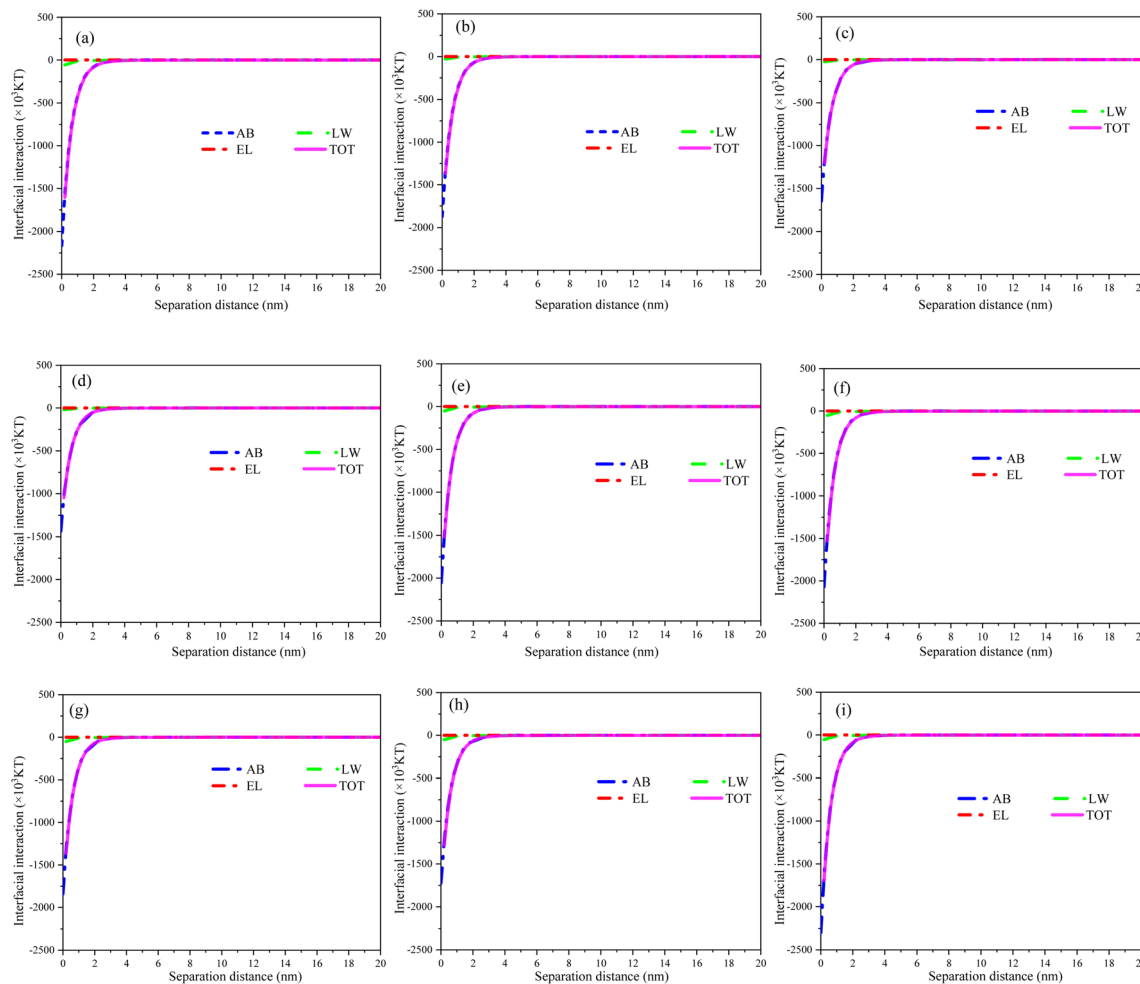 (a)
Interfacial interaction (×10³KT)
500
0
-500
-1000
-1500
-2000
-2500
AB LW
EL TOT
0 2 4 6 8 10 12 14 16 18 20
Separation distance (nm)
(b)
Interfacial interaction (×10³KT)
500
0
-500
-1000
-1500
-2000
-2500
AB LW
EL TOT
0 2 4 6 8 10 12 14 16 18 20
Separation distance (nm)
(c)
Interfacial interaction (×10³KT)
500
0
-500
-1000
-1500
-2000
-2500
AB LW
EL TOT
0 2 4 6 8 10 12 14 16 18 20
Separation distance (nm)
(d)
Interfacial interaction (×10³KT)
500
0
-500
-1000
-1500
-2000
-2500
AB LW
EL TOT
0 2 4 6 8 10 12 14 16 18 20
Separation distance (nm)
(e)
Interfacial interaction (×10³KT)
500
0
-500
-1000
-1500
-2000
-2500
AB LW
EL TOT
0 2 4 6 8 10 12 14 16 18 20
Separation distance (nm)
(f)
Interfacial interaction (×10³KT)
500
0
-500
-1000
-1500
-2000
-2500
AB LW
EL TOT
0 2 4 6 8 10 12 14 16 18
Separation distance (nm)
(g)
Interfacial interaction (×10³KT)
500
0
-500
-1000
-1500
-2000
-2500
AB LW
EL TOT
0 2 4 6 8 10 12 14 16 18 20
Separation distance (nm)
(h)
Interfacial interaction (×10³KT)
500
0
-500
-1000
-1500
-2000
-2500
AB LW
EL TOT
0 2 4 6 8 10 12 14 16 18 20
Separation distance (nm)
(i)
Interfacial interaction (×10³KT)
500
0
-500
-1000
-1500
-2000
-2500
AB LW
EL TOT
0 2 4 6 8 10 12 14 16 18
Separation distance (nm)